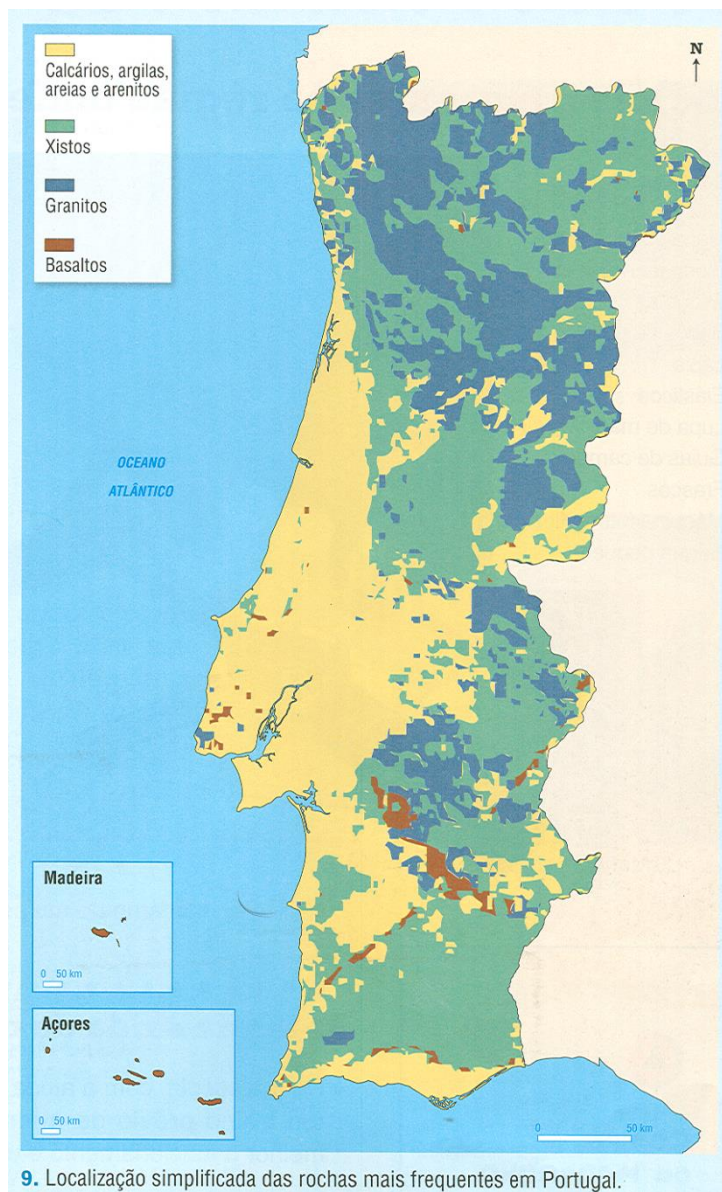 Calcários, argilas,
areias e arenitos
Xistos
Granitos
Basaltos
N
OCEANO
ATLÂNTICO
Madeira
0 50 km
Açores
0 50 km
0 50 km
9. Localização simplificada das rochas mais frequentes em Portugal.